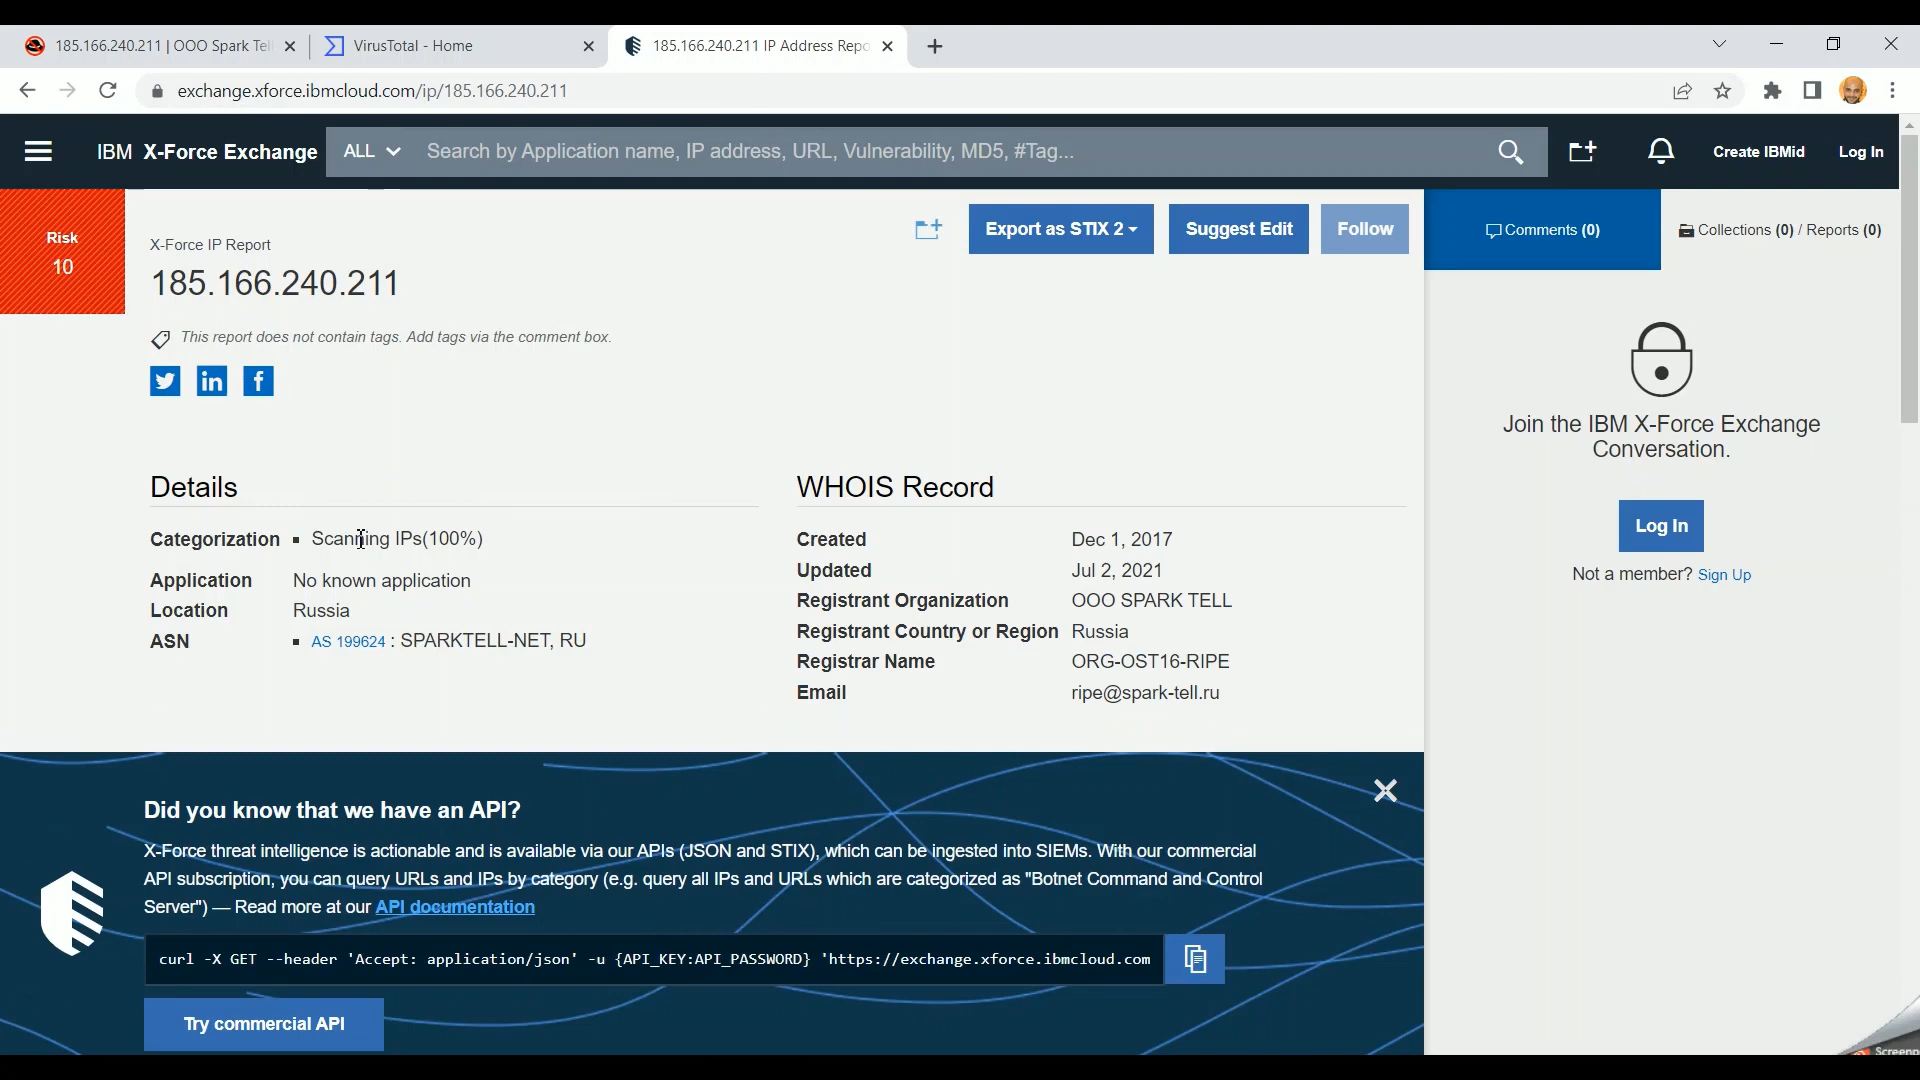 185.166.240.211 | OOO Spark Tell
VirusTotal - Home
185.166.240.211 IP Address Repo
exchange.xforce.ibmcloud.com/ip/185.166.240.211
IBM X-Force Exchange
ALL
Search by Application name, IP address, URL, Vulnerability, MD5, #Tag...
Create IBMid
Log In
Risk
10
X-Force IP Report
185.166.240.211
Export as STIX 2
Suggest Edit
Follow
Comments (0)
Collections (0) / Reports (0)
This report does not contain tags. Add tags via the comment box.
Join the IBM X-Force Exchange
Conversation.
Log In
Not a member? Sign Up
Details
Categorization ▪ Scanning IPs(100%)
Application No known application
Location Russia
ASN ▪ AS 199624 : SPARKTELL-NET, RU
WHOIS Record
Created Dec 1, 2017
Updated Jul 2, 2021
Registrant Organization OOO SPARK TELL
Registrant Country or Region Russia
Registrar Name ORG-OST16-RIPE
Email ripe@spark-tell.ru
Did you know that we have an API?
X-Force threat intelligence is actionable and is available via our APIs (JSON and STIX), which can be ingested into SIEMs. With our commercial
API subscription, you can query URLs and IPs by category (e.g. query all IPs and URLs which are categorized as "Botnet Command and Control
Server") — Read more at our API documentation
curl -X GET --header 'Accept: application/json' -u {API_KEY:API_PASSWORD} 'https://exchange.xforce.ibmcloud.com
Try commercial API